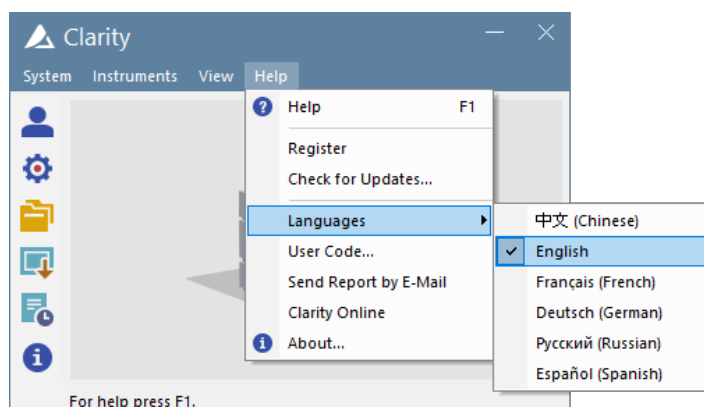 Clarity
System Instruments View Help
Help F1
Register
Check for Updates...
Languages
User Code...
Send Report by E-Mail
Clarity Online
About...
中文 (Chinese)
English
Français (French)
Deutsch (German)
Русский (Russian)
Español (Spanish)
For help press F1.